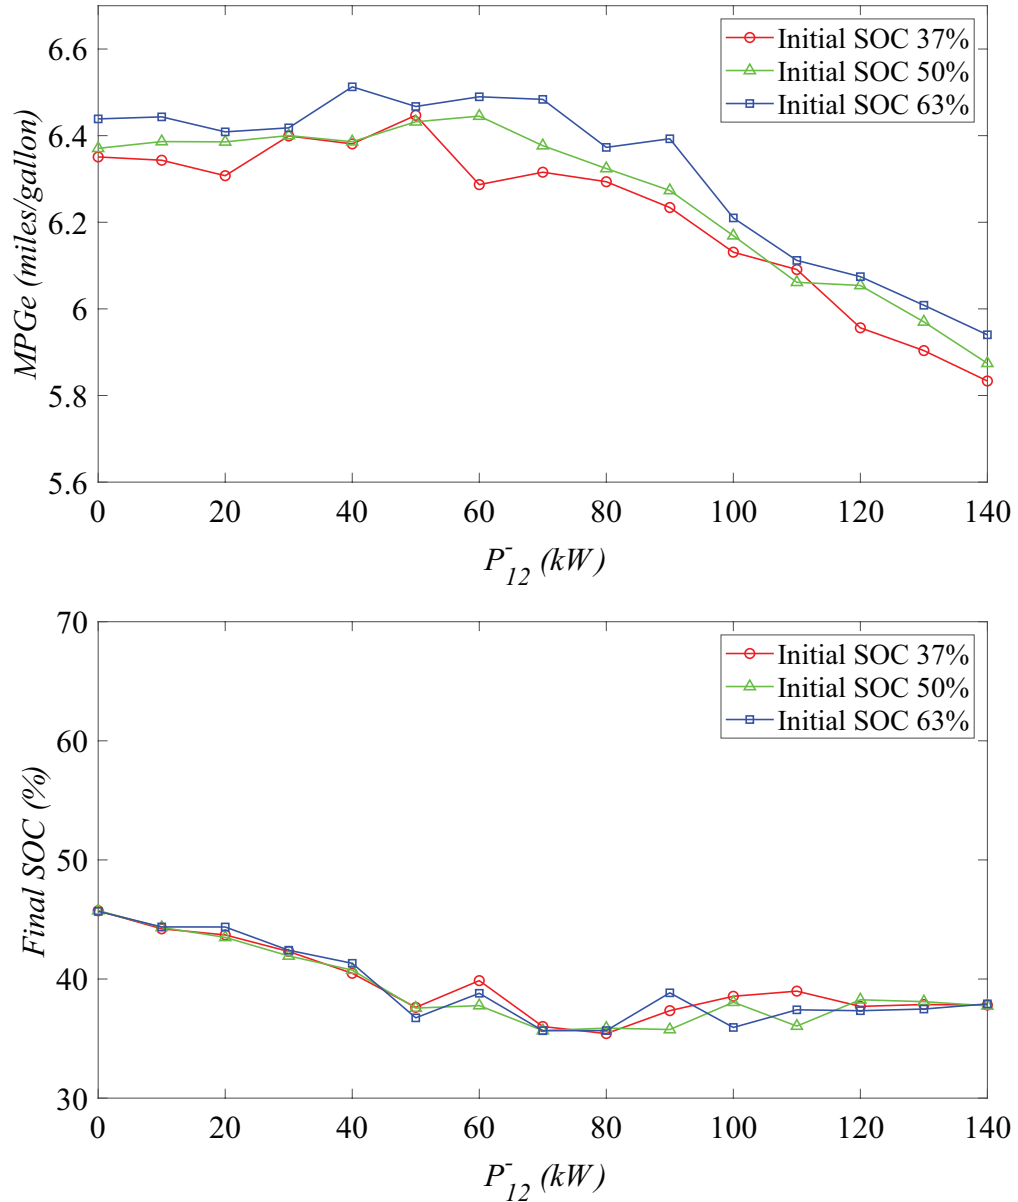 6.6
6.4
6.2
6
5.8
5.6
MPGe (miles/gallon)
Initial SOC 37%
Initial SOC 50%
Initial SOC 63%
0 20 40 60 80 100 120 140
P⁻₁₂ (kW)
70
60
50
40
30
Final SOC (%)
Initial SOC 37%
Initial SOC 50%
Initial SOC 63%
0 20 40 60 80 100 120 140
P⁻₁₂ (kW)